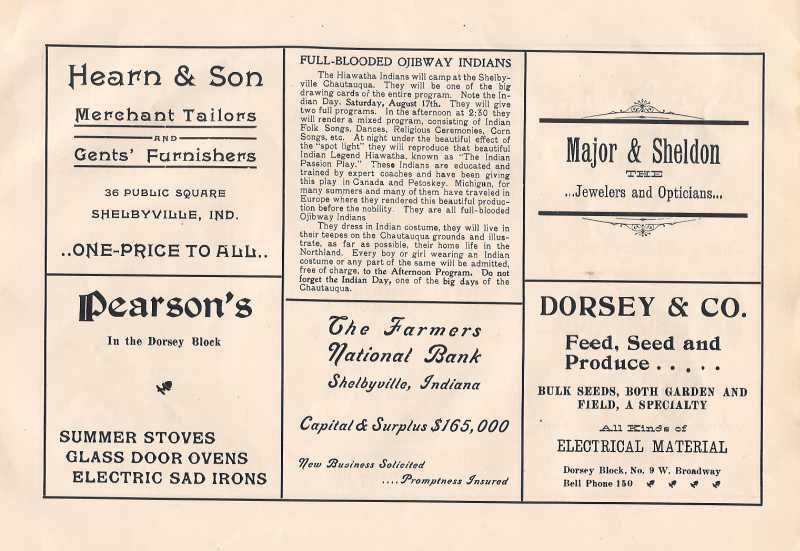 Hearn & Son
Merchant Tailors
AND
Gents' Furnishers
36 PUBLIC SQUARE
SHELBYVILLE, IND.
..ONE-PRICE TO ALL..
Pearson's
In the Dorsey Block
SUMMER STOVES
GLASS DOOR OVENS
ELECTRIC SAD IRONS
FULL-BLOODED OJIBWAY INDIANS
The Hiawatha Indians will camp at the Shelby-
ville Chautauqua. They will be one of the big
drawing cards of the entire program. Note the In-
dian Day. Saturday, August 17th. They will give
two full programs. In the afternoon at 2:30 they
will render a mixed program, consisting of Indian
Folk Songs, Dances, Religious Ceremonies, Corn
Songs, etc. At night under the beautiful effect of
the "spot light" they will reproduce that beautiful
Indian Legend Hiawatha, known as "The Indian
Passion Play." These Indians are educated and
trained by expert coaches and have been giving
this play in Canada and Petoskey. Michigan, for
many summers and many of them have traveled in
Europe where they rendered this beautiful produc-
tion before the nobility. They are all full-blooded
Ojibway Indians
They dress in Indian costume, they will live in
their teepes on the Chautauqua grounds and illus-
trate, as far as possible, their home life in the
Northland. Every boy or girl wearing an Indian
costume or any part of the same will be admitted,
free of charge, to the Afternoon Program. Do not
forget the Indian Day, one of the big days of the
Chautauqua.
The Farmers
National Bank
Shelbyville, Indiana
Capital & Surplus $165,000
New Business Solicited
....Promptness Insured
Major & Sheldon
THE
...Jewelers and Opticians...
DORSEY & CO.
Feed, Seed and
Produce . . . . .
BULK SEEDS, BOTH GARDEN AND
FIELD, A SPECIALTY
All Kinds of
ELECTRICAL MATERIAL
Dorsey Block, No. 9 W. Broadway
Bell Phone 150